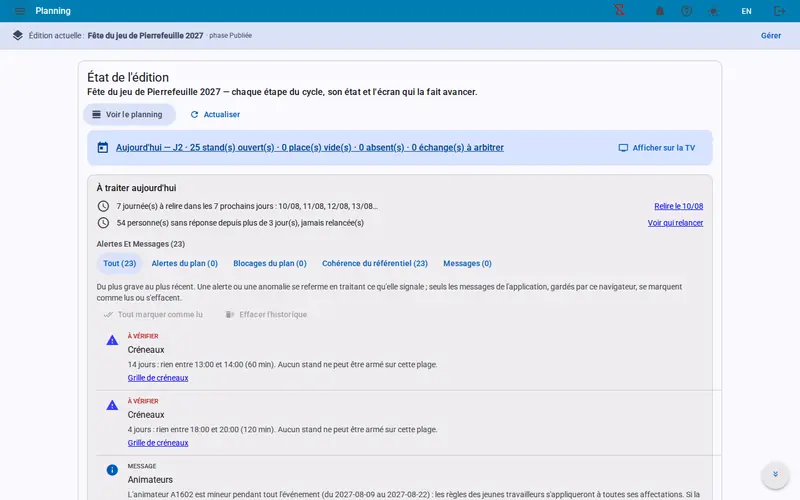 Planning
EN
Édition actuelle : Fête du jeu de Pierrefeuille 2027 · phase Publiée
Gérer
État de l'édition
Fête du jeu de Pierrefeuille 2027 — chaque étape du cycle, son état et l'écran qui la fait avancer.
Voir le planning
Actualiser
Aujourd'hui — J2 · 25 stand(s) ouvert(s) · 0 place(s) vide(s) · 0 absent(s) · 0 échange(s) à arbitrer
Afficher sur la TV
À traiter aujourd'hui
7 journée(s) à relire dans les 7 prochains jours : 10/08, 11/08, 12/08, 13/08…
Relire le 10/08
54 personne(s) sans réponse depuis plus de 3 jour(s), jamais relancée(s)
Voir qui relancer
Alertes Et Messages (23)
Tout (23)
Alertes du plan (0)
Blocages du plan (0)
Cohérence du référentiel (23)
Messages (0)
Du plus grave au plus récent. Une alerte ou une anomalie se referme en traitant ce qu'elle signale ; seuls les messages de l'application, gardés par ce navigateur, se marquent
comme lus ou s'effacent.
Tout marquer comme lu
Effacer l'historique
À VÉRIFIER
Créneaux
14 jours : rien entre 13:00 et 14:00 (60 min). Aucun stand ne peut être armé sur cette plage.
Grille de créneaux
À VÉRIFIER
Créneaux
4 jours : rien entre 18:00 et 20:00 (120 min). Aucun stand ne peut être armé sur cette plage.
Grille de créneaux
MESSAGE
Animateurs
L'animateur A1602 est mineur pendant tout l'événement (du 2027-08-09 au 2027-08-22) : les règles des jeunes travailleurs s'appliqueront à toutes ses affectations. Si la